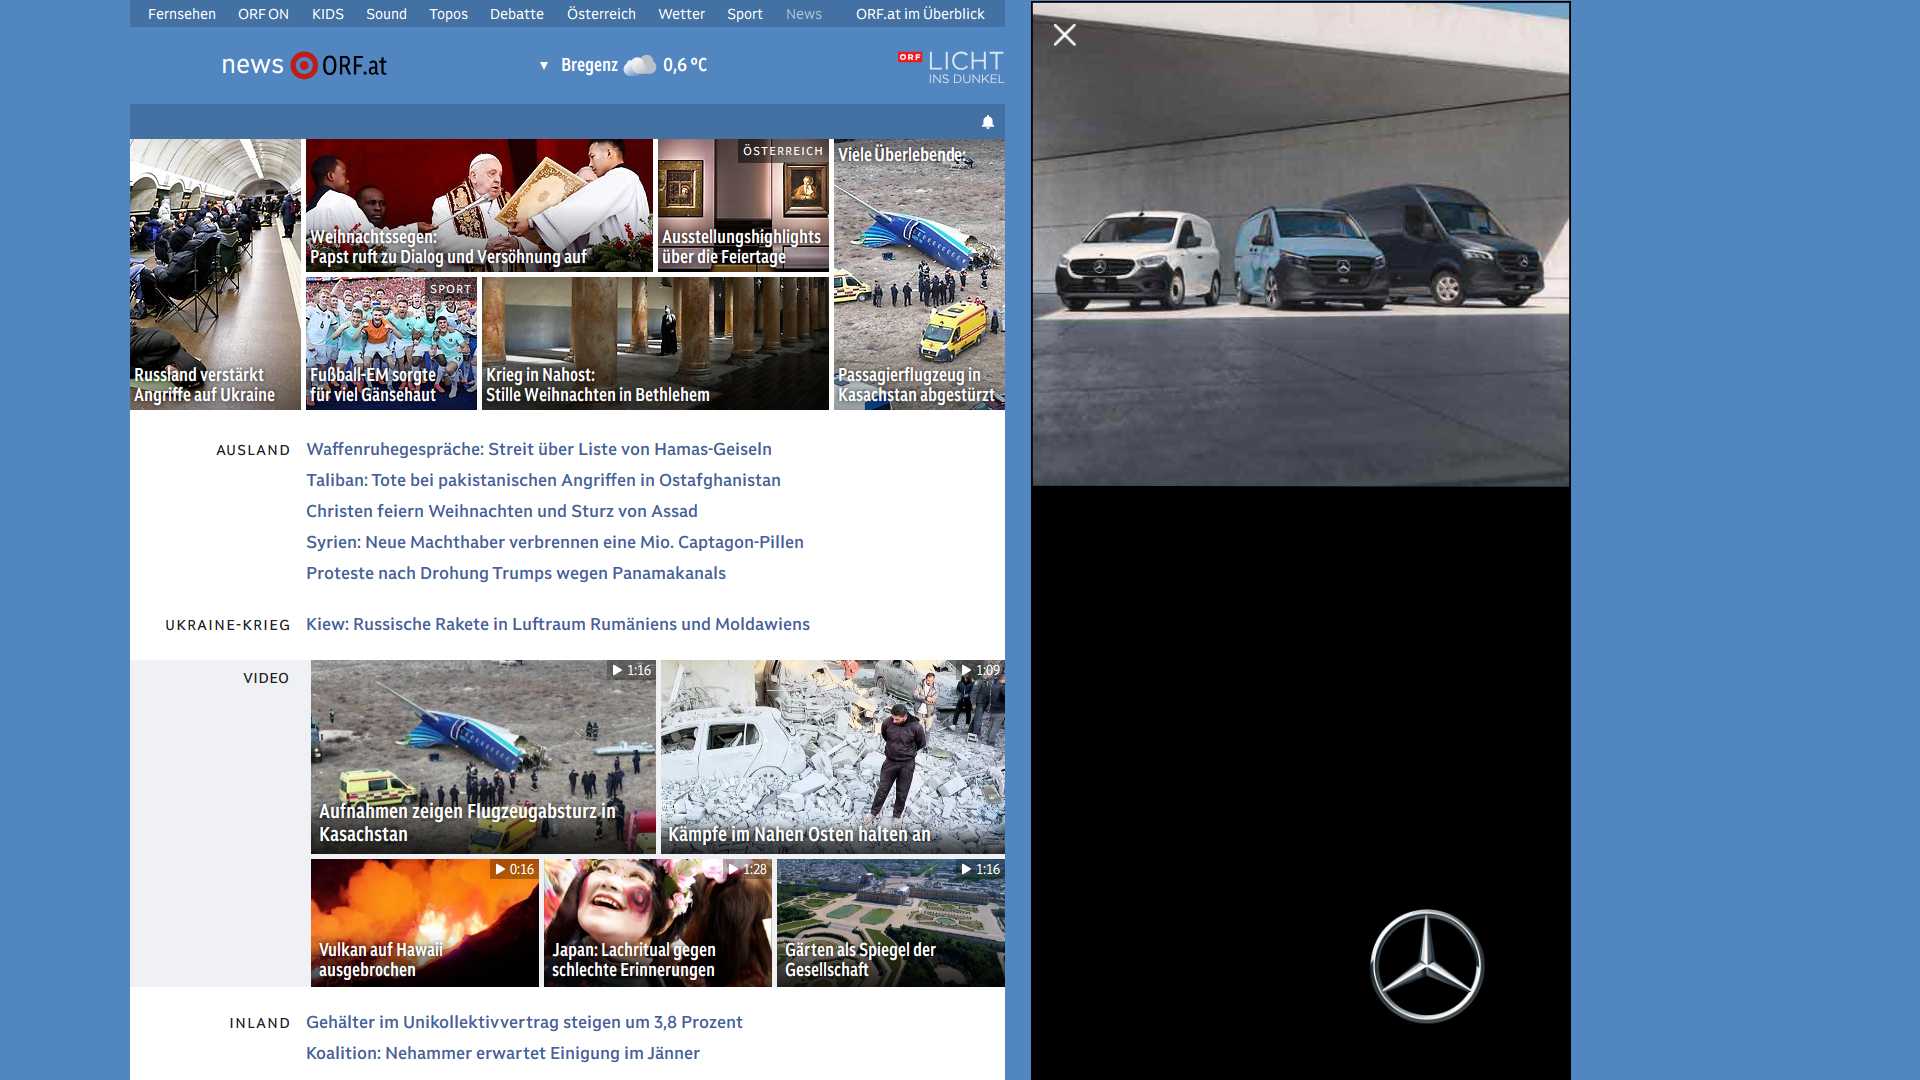 Fernsehen ORF ON KIDS Sound Topos Debatte Österreich Wetter Sport News ORF.at im Überblick
news ORF.at
Bregenz 0,6 °C
ORF LICHT
INS DUNKEL
Russland verstärkt
Angriffe auf Ukraine
Weihnachtssegen:
Papst ruft zu Dialog und Versöhnung auf
ÖSTERREICH
Ausstellungshighlights
über die Feiertage
Viele Überlebende:
Passagierflugzeug in
Kasachstan abgestürzt
SPORT
Fußball-EM sorgte
für viel Gänsehaut
Krieg in Nahost:
Stille Weihnachten in Bethlehem
AUSLAND
Waffenruhegespräche: Streit über Liste von Hamas-Geiseln
Taliban: Tote bei pakistanischen Angriffen in Ostafghanistan
Christen feiern Weihnachten und Sturz von Assad
Syrien: Neue Machthaber verbrennen eine Mio. Captagon-Pillen
Proteste nach Drohung Trumps wegen Panamakanals
UKRAINE-KRIEG
Kiew: Russische Rakete in Luftraum Rumäniens und Moldawiens
VIDEO
1:16
Aufnahmen zeigen Flugzeugabsturz in
Kasachstan
1:09
Kämpfe im Nahen Osten halten an
0:16
Vulkan auf Hawaii
ausgebrochen
1:28
Japan: Lachritual gegen
schlechte Erinnerungen
1:16
Gärten als Spiegel der
Gesellschaft
INLAND
Gehälter im Unikollektivvertrag steigen um 3,8 Prozent
Koalition: Nehammer erwartet Einigung im Jänner